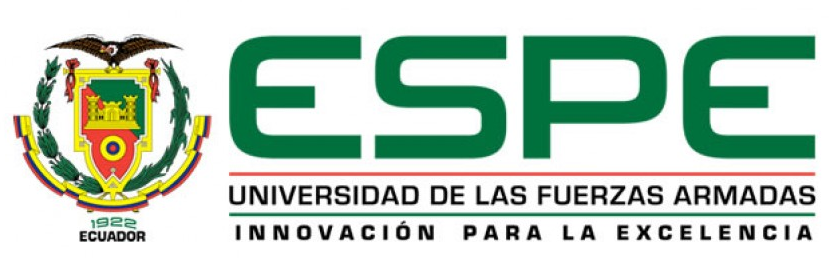 ESPE
UNIVERSIDAD DE LAS FUERZAS ARMADAS
INNOVACIÓN PARA LA EXCELENCIA
1922
ECUADOR